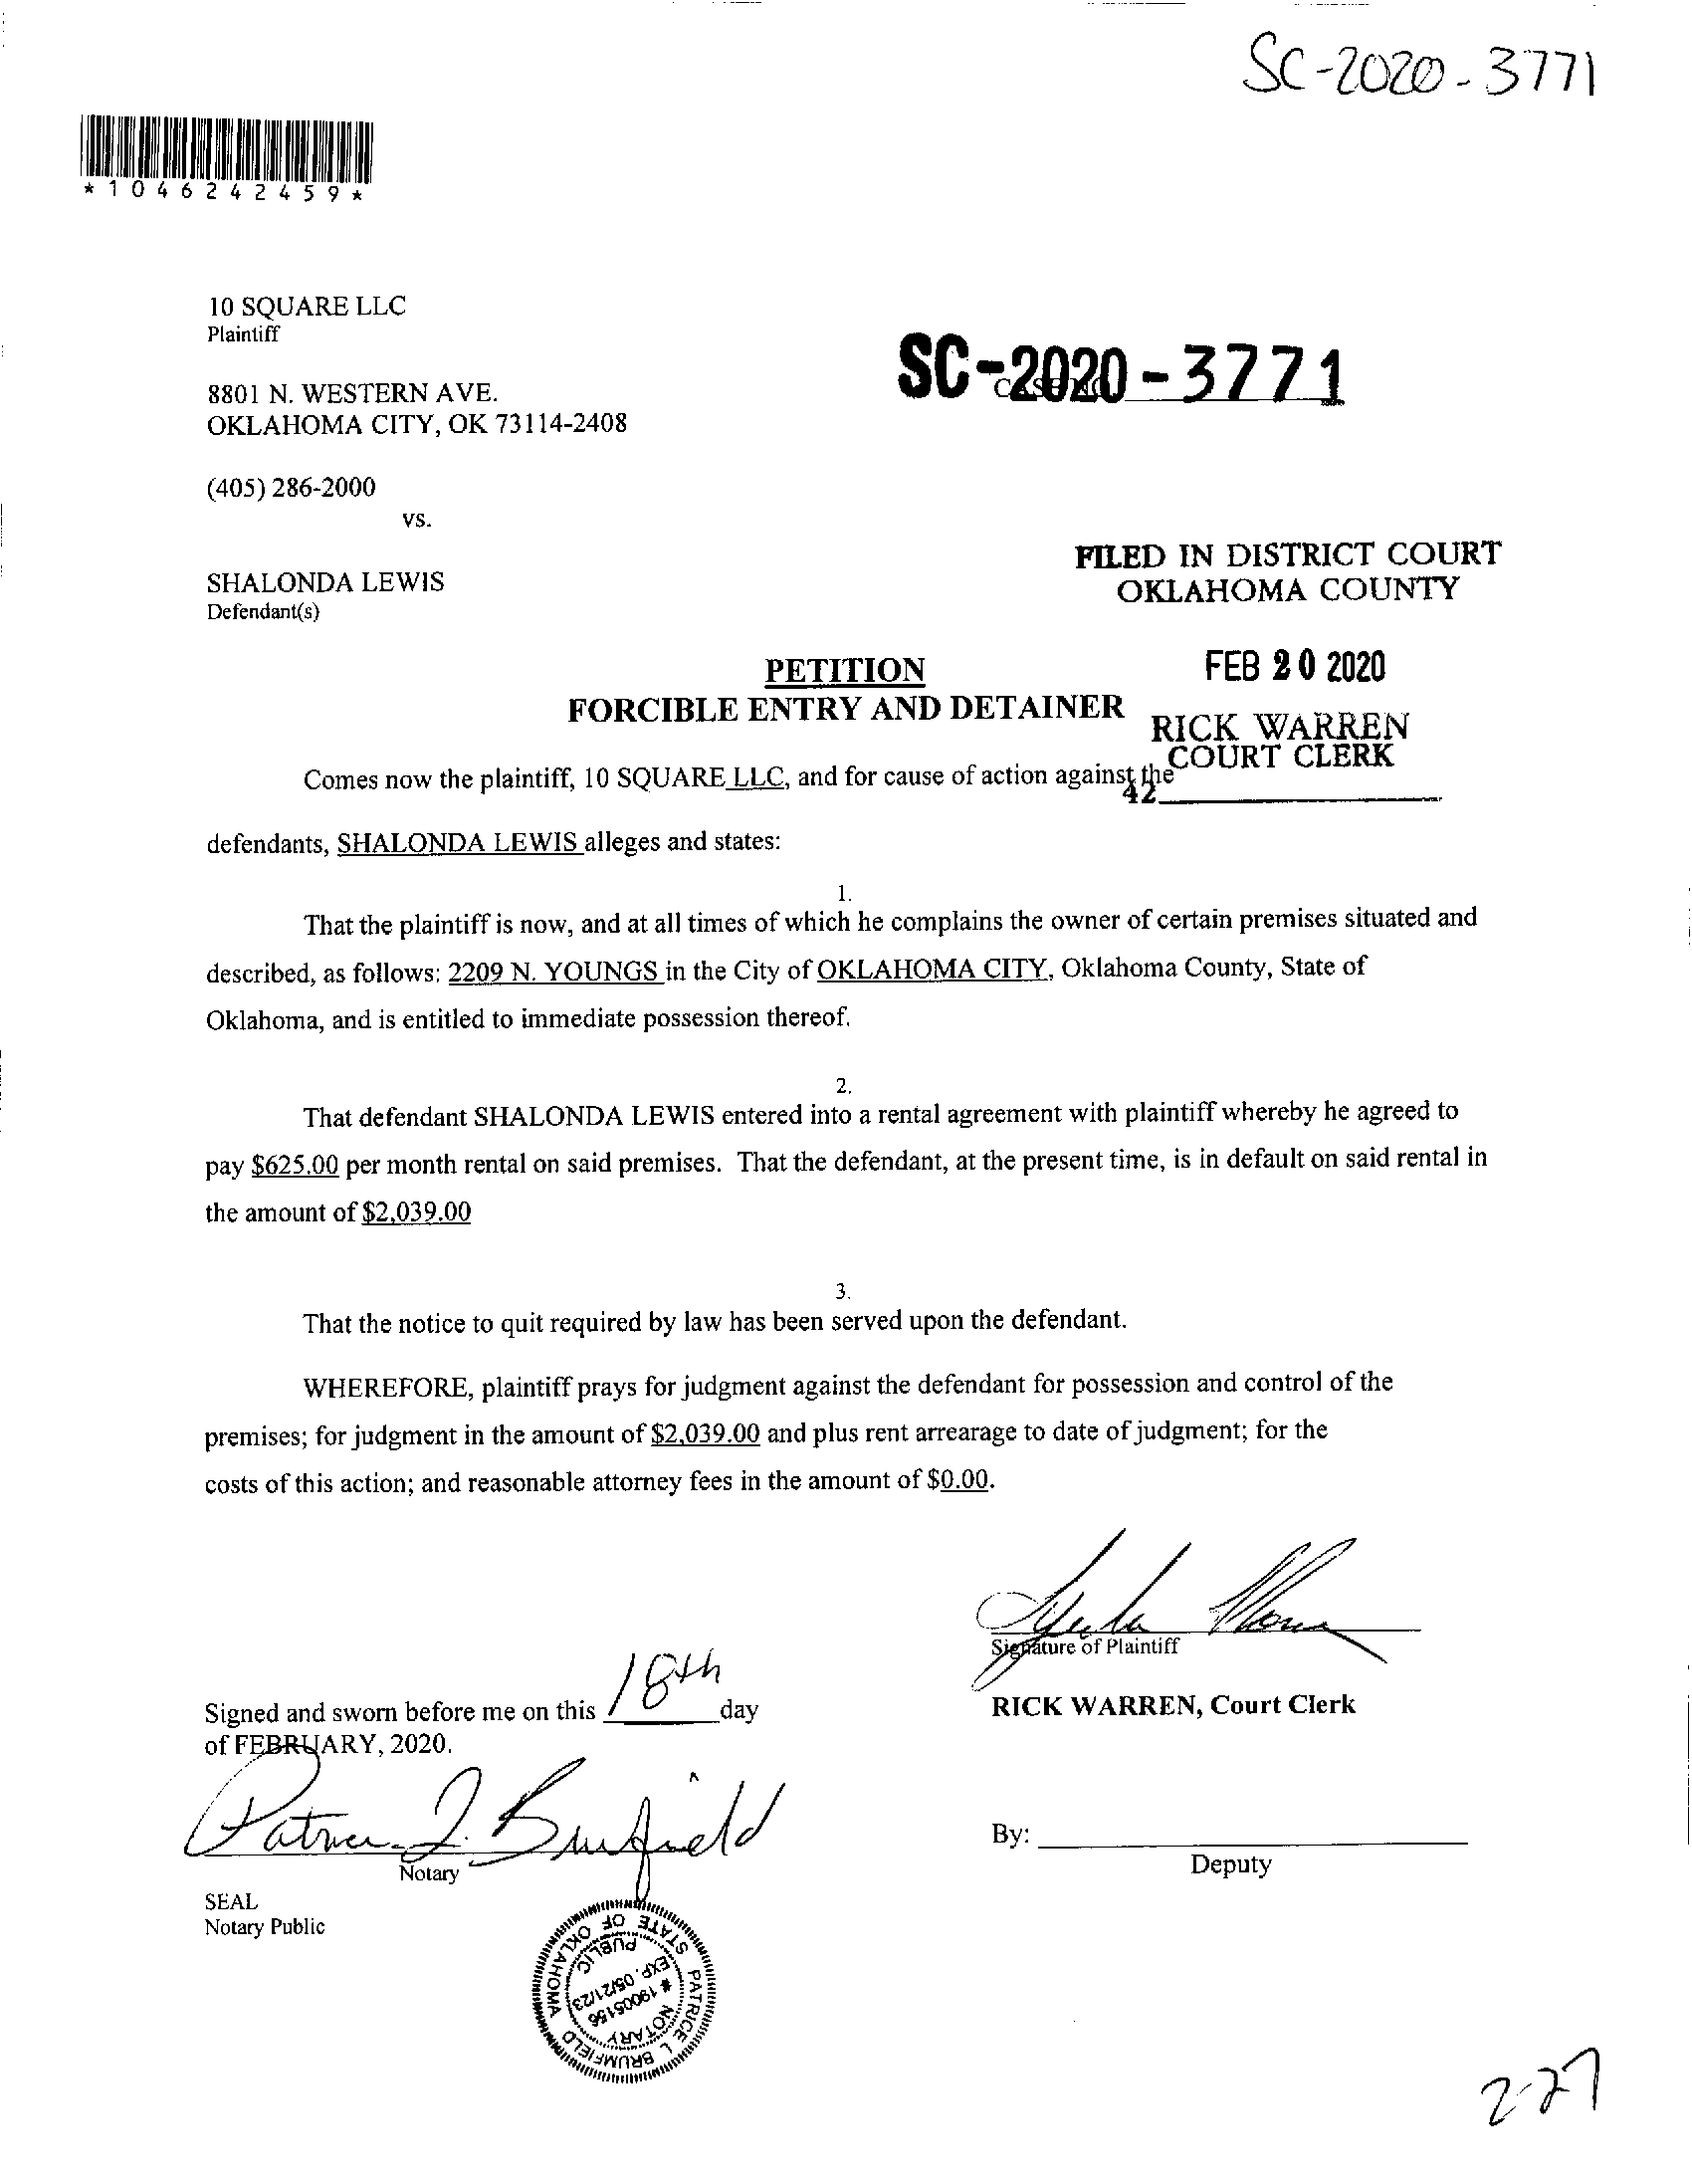 SC-2020-3771
*1046242459*
10 SQUARE LLC
Plaintiff
SC-2020-3771
CASE NO
8801 N. WESTERN AVE.
OKLAHOMA CITY, OK 73114-2408
(405) 286-2000
vs.
FILED IN DISTRICT COURT
OKLAHOMA COUNTY
SHALONDA LEWIS
Defendant(s)
FEB 20 2020
PETITION
FORCIBLE ENTRY AND DETAINER
RICK WARREN
COURT CLERK
42
Comes now the plaintiff, 10 SQUARE LLC, and for cause of action against the
defendants, SHALONDA LEWIS alleges and states:
1.
That the plaintiff is now, and at all times of which he complains the owner of certain premises situated and
described, as follows: 2209 N. YOUNGS in the City of OKLAHOMA CITY, Oklahoma County, State of
Oklahoma, and is entitled to immediate possession thereof.
2.
That defendant SHALONDA LEWIS entered into a rental agreement with plaintiff whereby he agreed to
pay $625.00 per month rental on said premises. That the defendant, at the present time, is in default on said rental in
the amount of $2,039.00
3.
That the notice to quit required by law has been served upon the defendant.
WHEREFORE, plaintiff prays for judgment against the defendant for possession and control of the
premises; for judgment in the amount of $2,039.00 and plus rent arrearage to date of judgment; for the
costs of this action; and reasonable attorney fees in the amount of $0.00.
Signature of Plaintiff
Signed and sworn before me on this 18th day
of FEBRUARY, 2020.
RICK WARREN, Court Clerk
Patrice L Brumfield
Notary
By:
Deputy
SEAL
Notary Public
PATRICE L BRUMFIELD
STATE OF OKLAHOMA
NOTARY
# 19005156
EXP. 05/21/23
PUBLIC
2-27